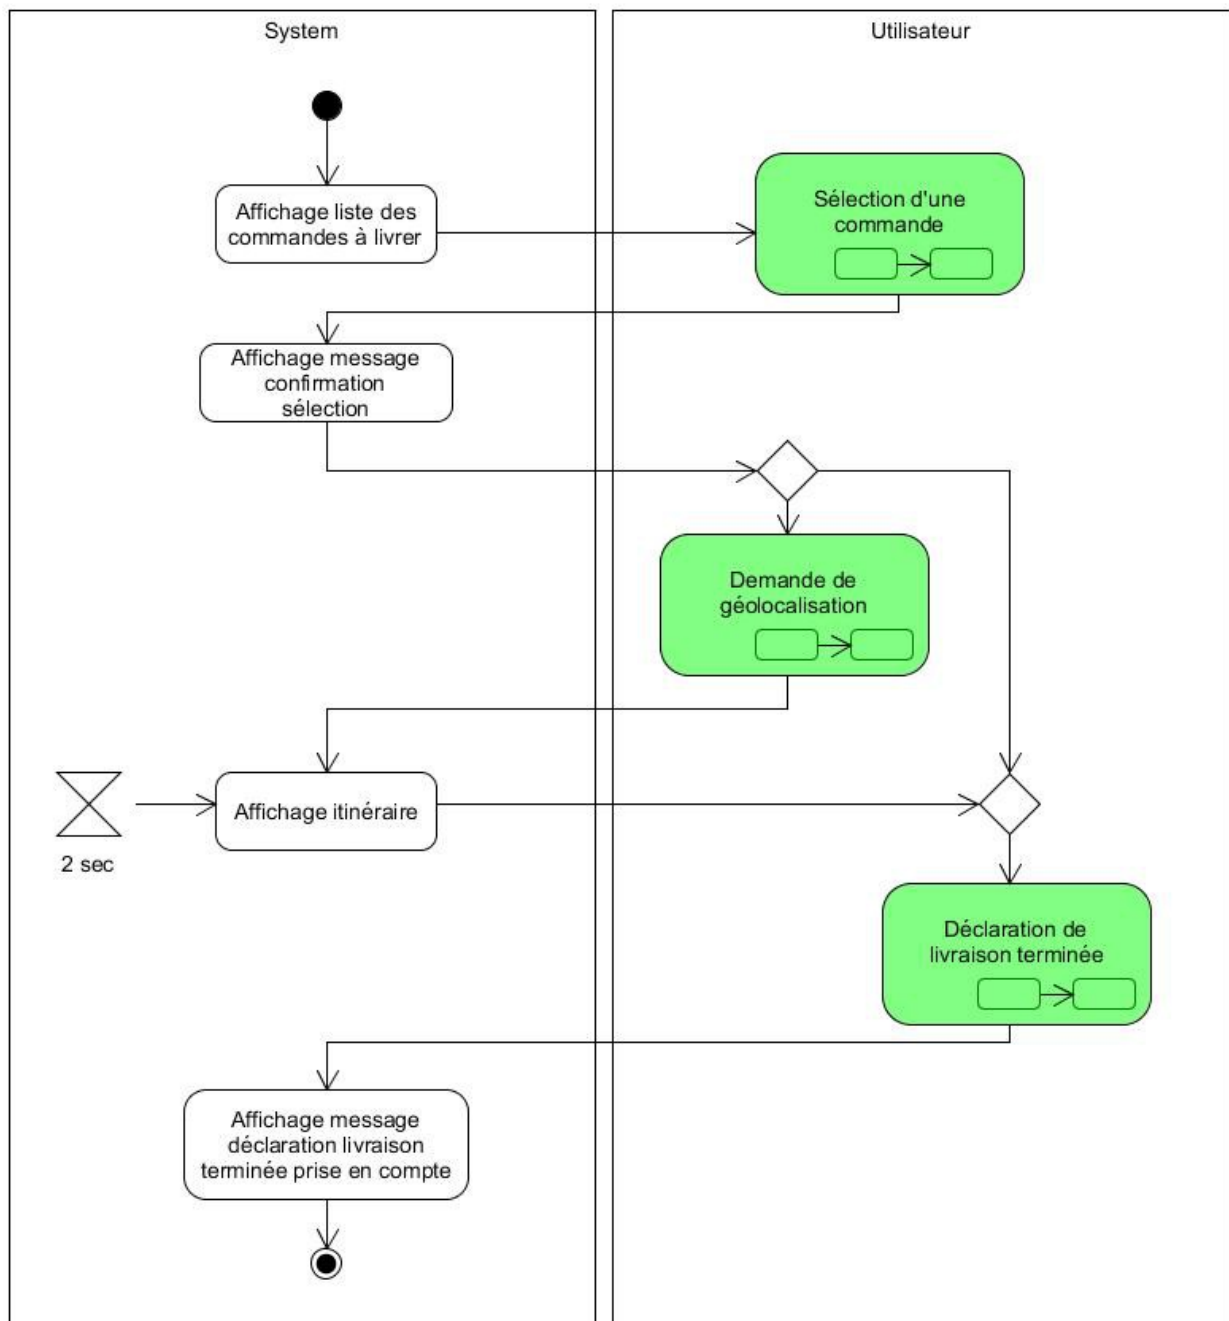 System
Utilisateur
Affichage liste des
commandes à livrer
Sélection d'une
commande
Affichage message
confirmation
sélection
Demande de
géolocalisation
Affichage itinéraire
2 sec
Déclaration de
livraison terminée
Affichage message
déclaration livraison
terminée prise en compte